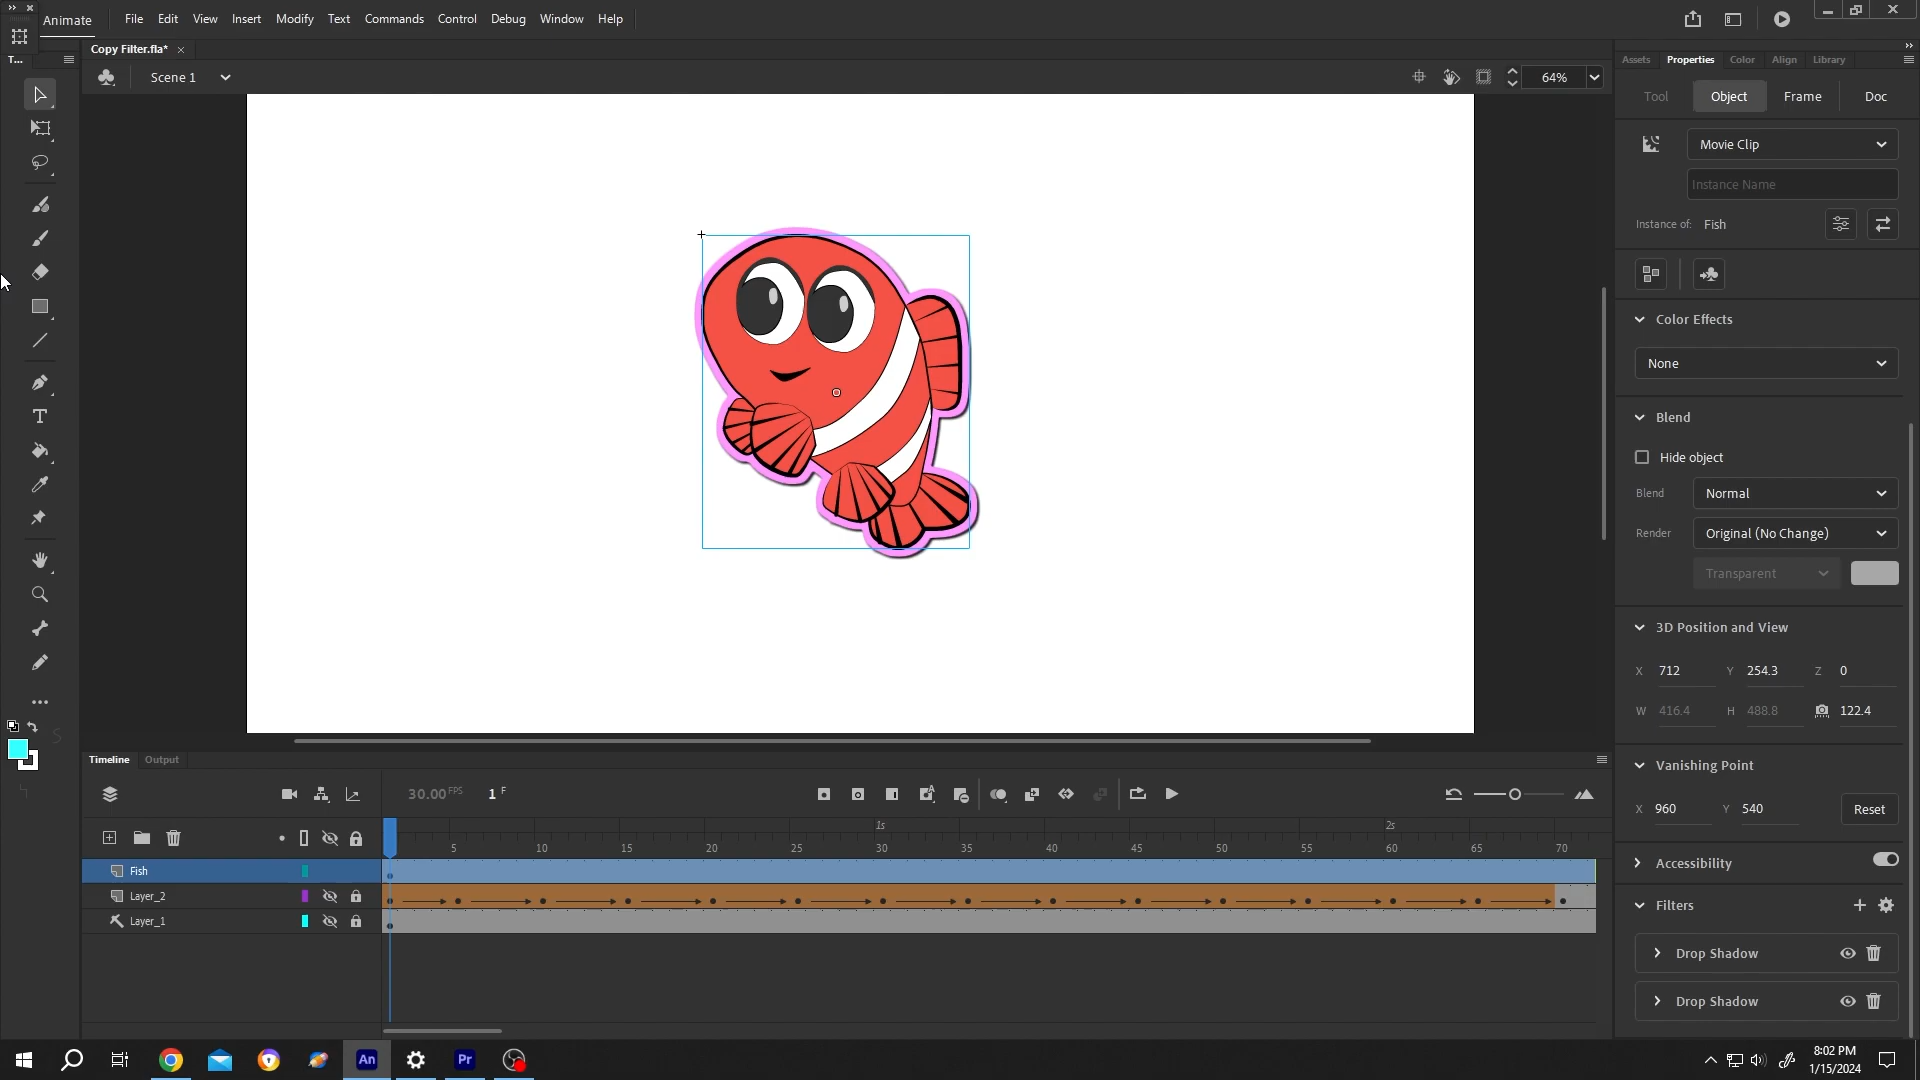 Animate File Edit View Insert Modify Text Commands Control Debug Window Help
T...
Copy Filter.fla*
Scene 1
64%
Assets Properties Color Align Library
Tool Object Frame Doc
Movie Clip
Instance Name
Instance of: Fish
Color Effects
None
Blend
Hide object
Blend Normal
Render Original (No Change)
Transparent
3D Position and View
X 712 Y 254.3 Z 0
W 416.4 H 488.8 122.4
Vanishing Point
X 960 Y 540 Reset
Accessibility
Filters
Drop Shadow
Drop Shadow
Timeline Output
30.00 FPS 1 F
1s 2s
5 10 15 20 25 30 35 40 45 50 55 60 65 70
Fish
Layer_2
Layer_1
An Pr
8:02 PM
1/15/2024